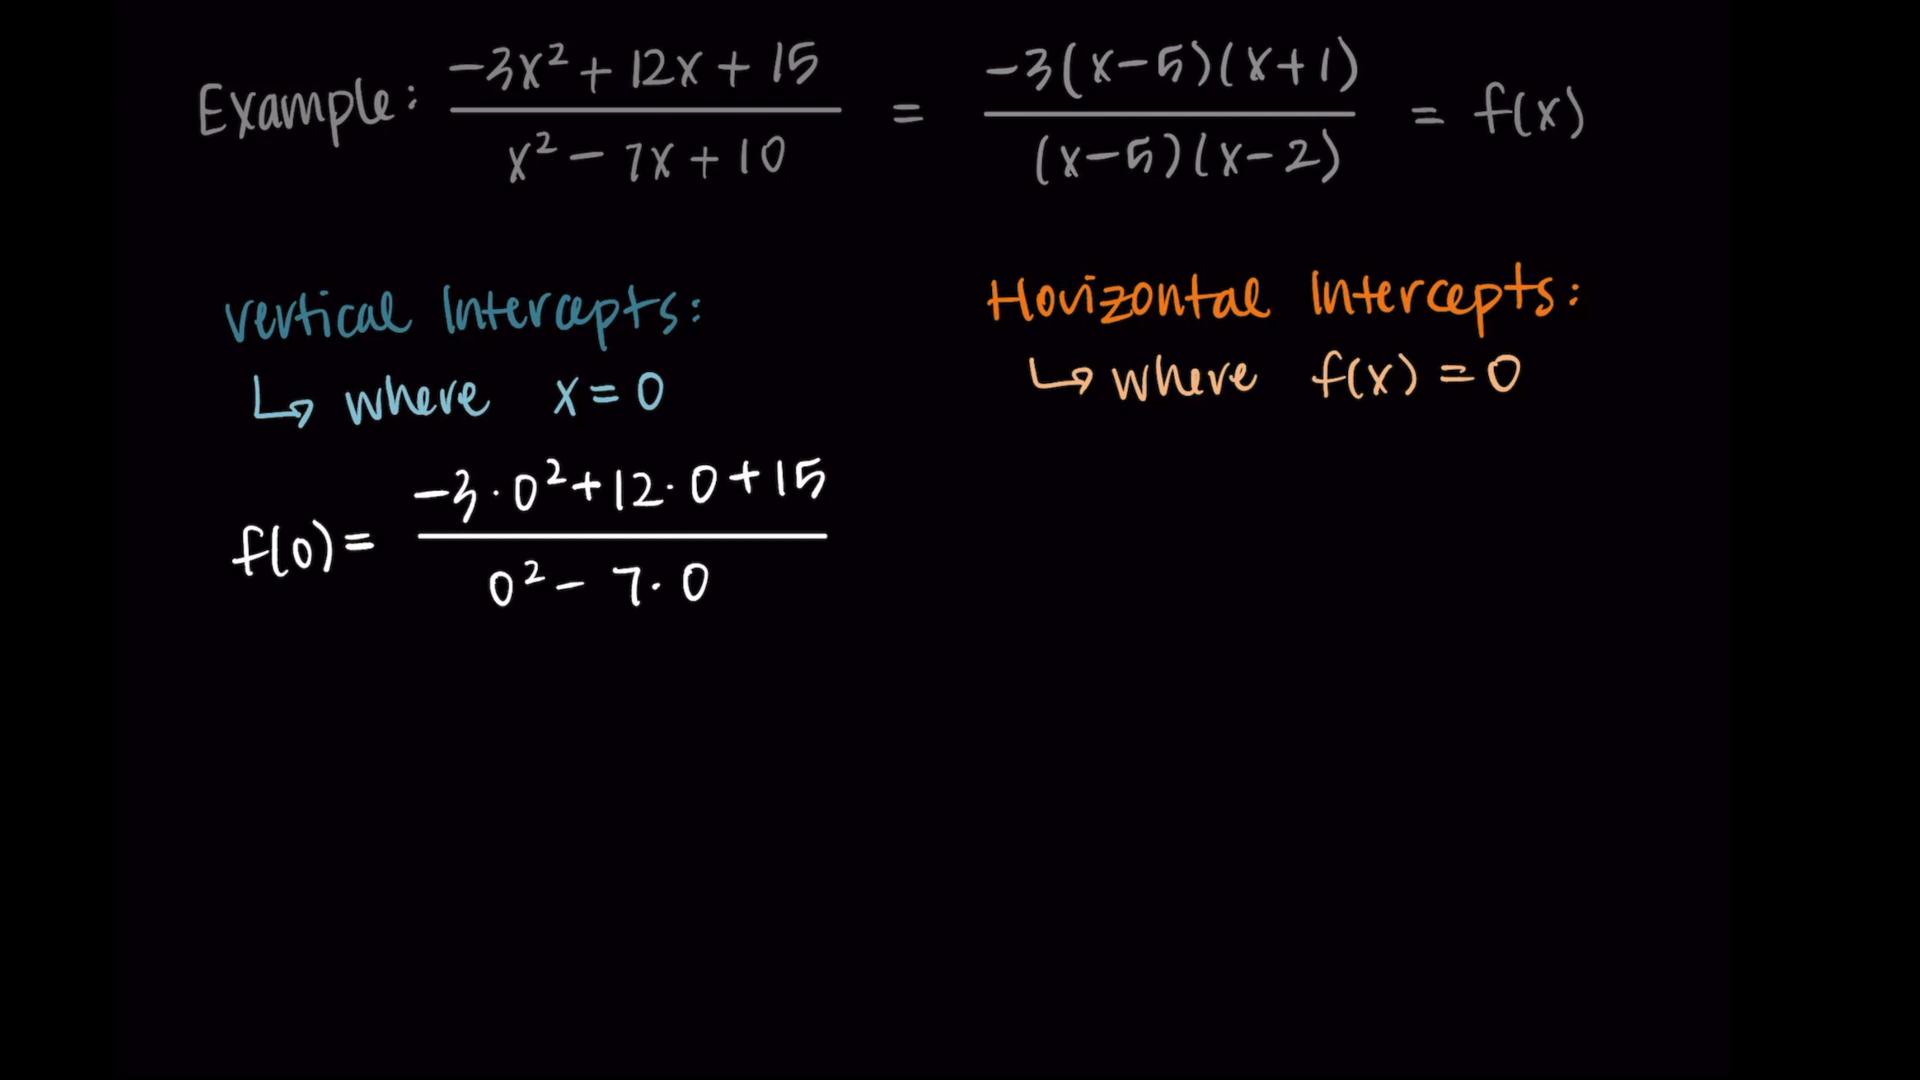 Example: -3x²+12x+15 / x²-7x+10 = -3(x-5)(x+1) / (x-5)(x-2) = f(x)
Vertical Intercepts:
↳ where x=0
f(0)= -3·0²+12·0+15 / 0²-7·0
Horizontal Intercepts:
↳ where f(x)=0